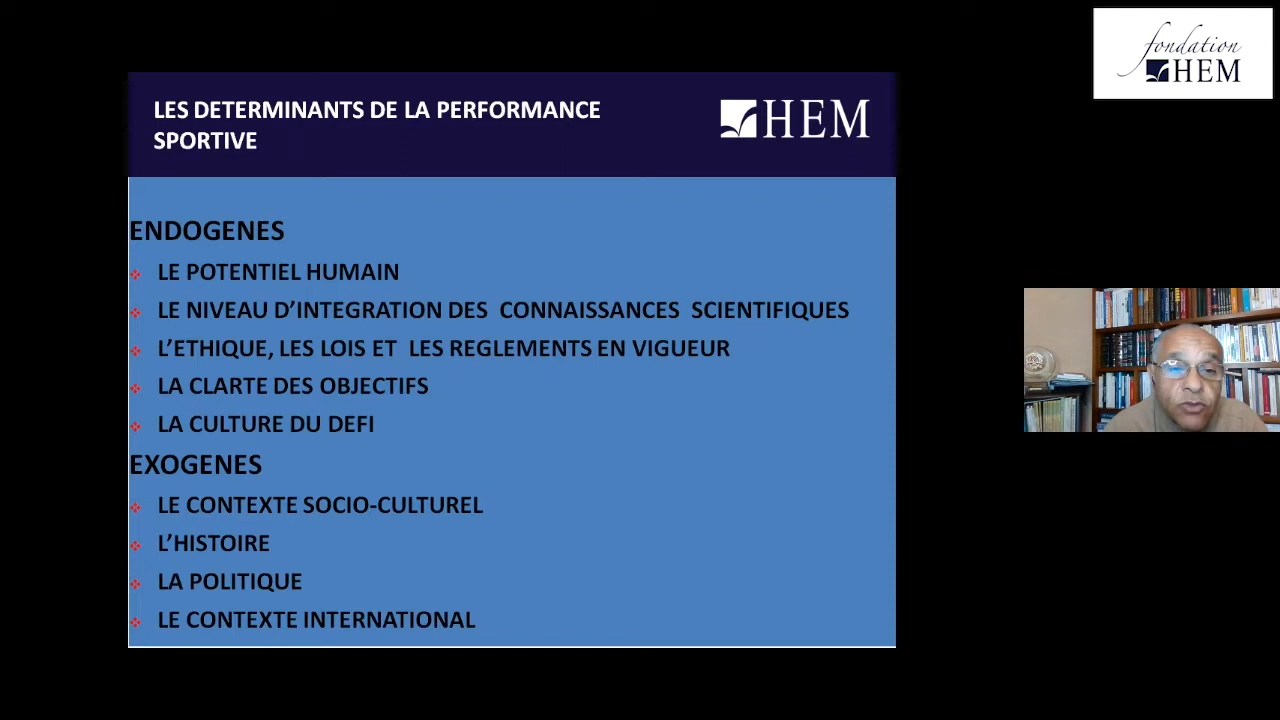 fondation
HEM
LES DETERMINANTS DE LA PERFORMANCE
SPORTIVE
HEM
ENDOGENES
LE POTENTIEL HUMAIN
LE NIVEAU D’INTEGRATION DES CONNAISSANCES SCIENTIFIQUES
L’ETHIQUE, LES LOIS ET LES REGLEMENTS EN VIGUEUR
LA CLARTE DES OBJECTIFS
LA CULTURE DU DEFI
EXOGENES
LE CONTEXTE SOCIO-CULTUREL
L’HISTOIRE
LA POLITIQUE
LE CONTEXTE INTERNATIONAL